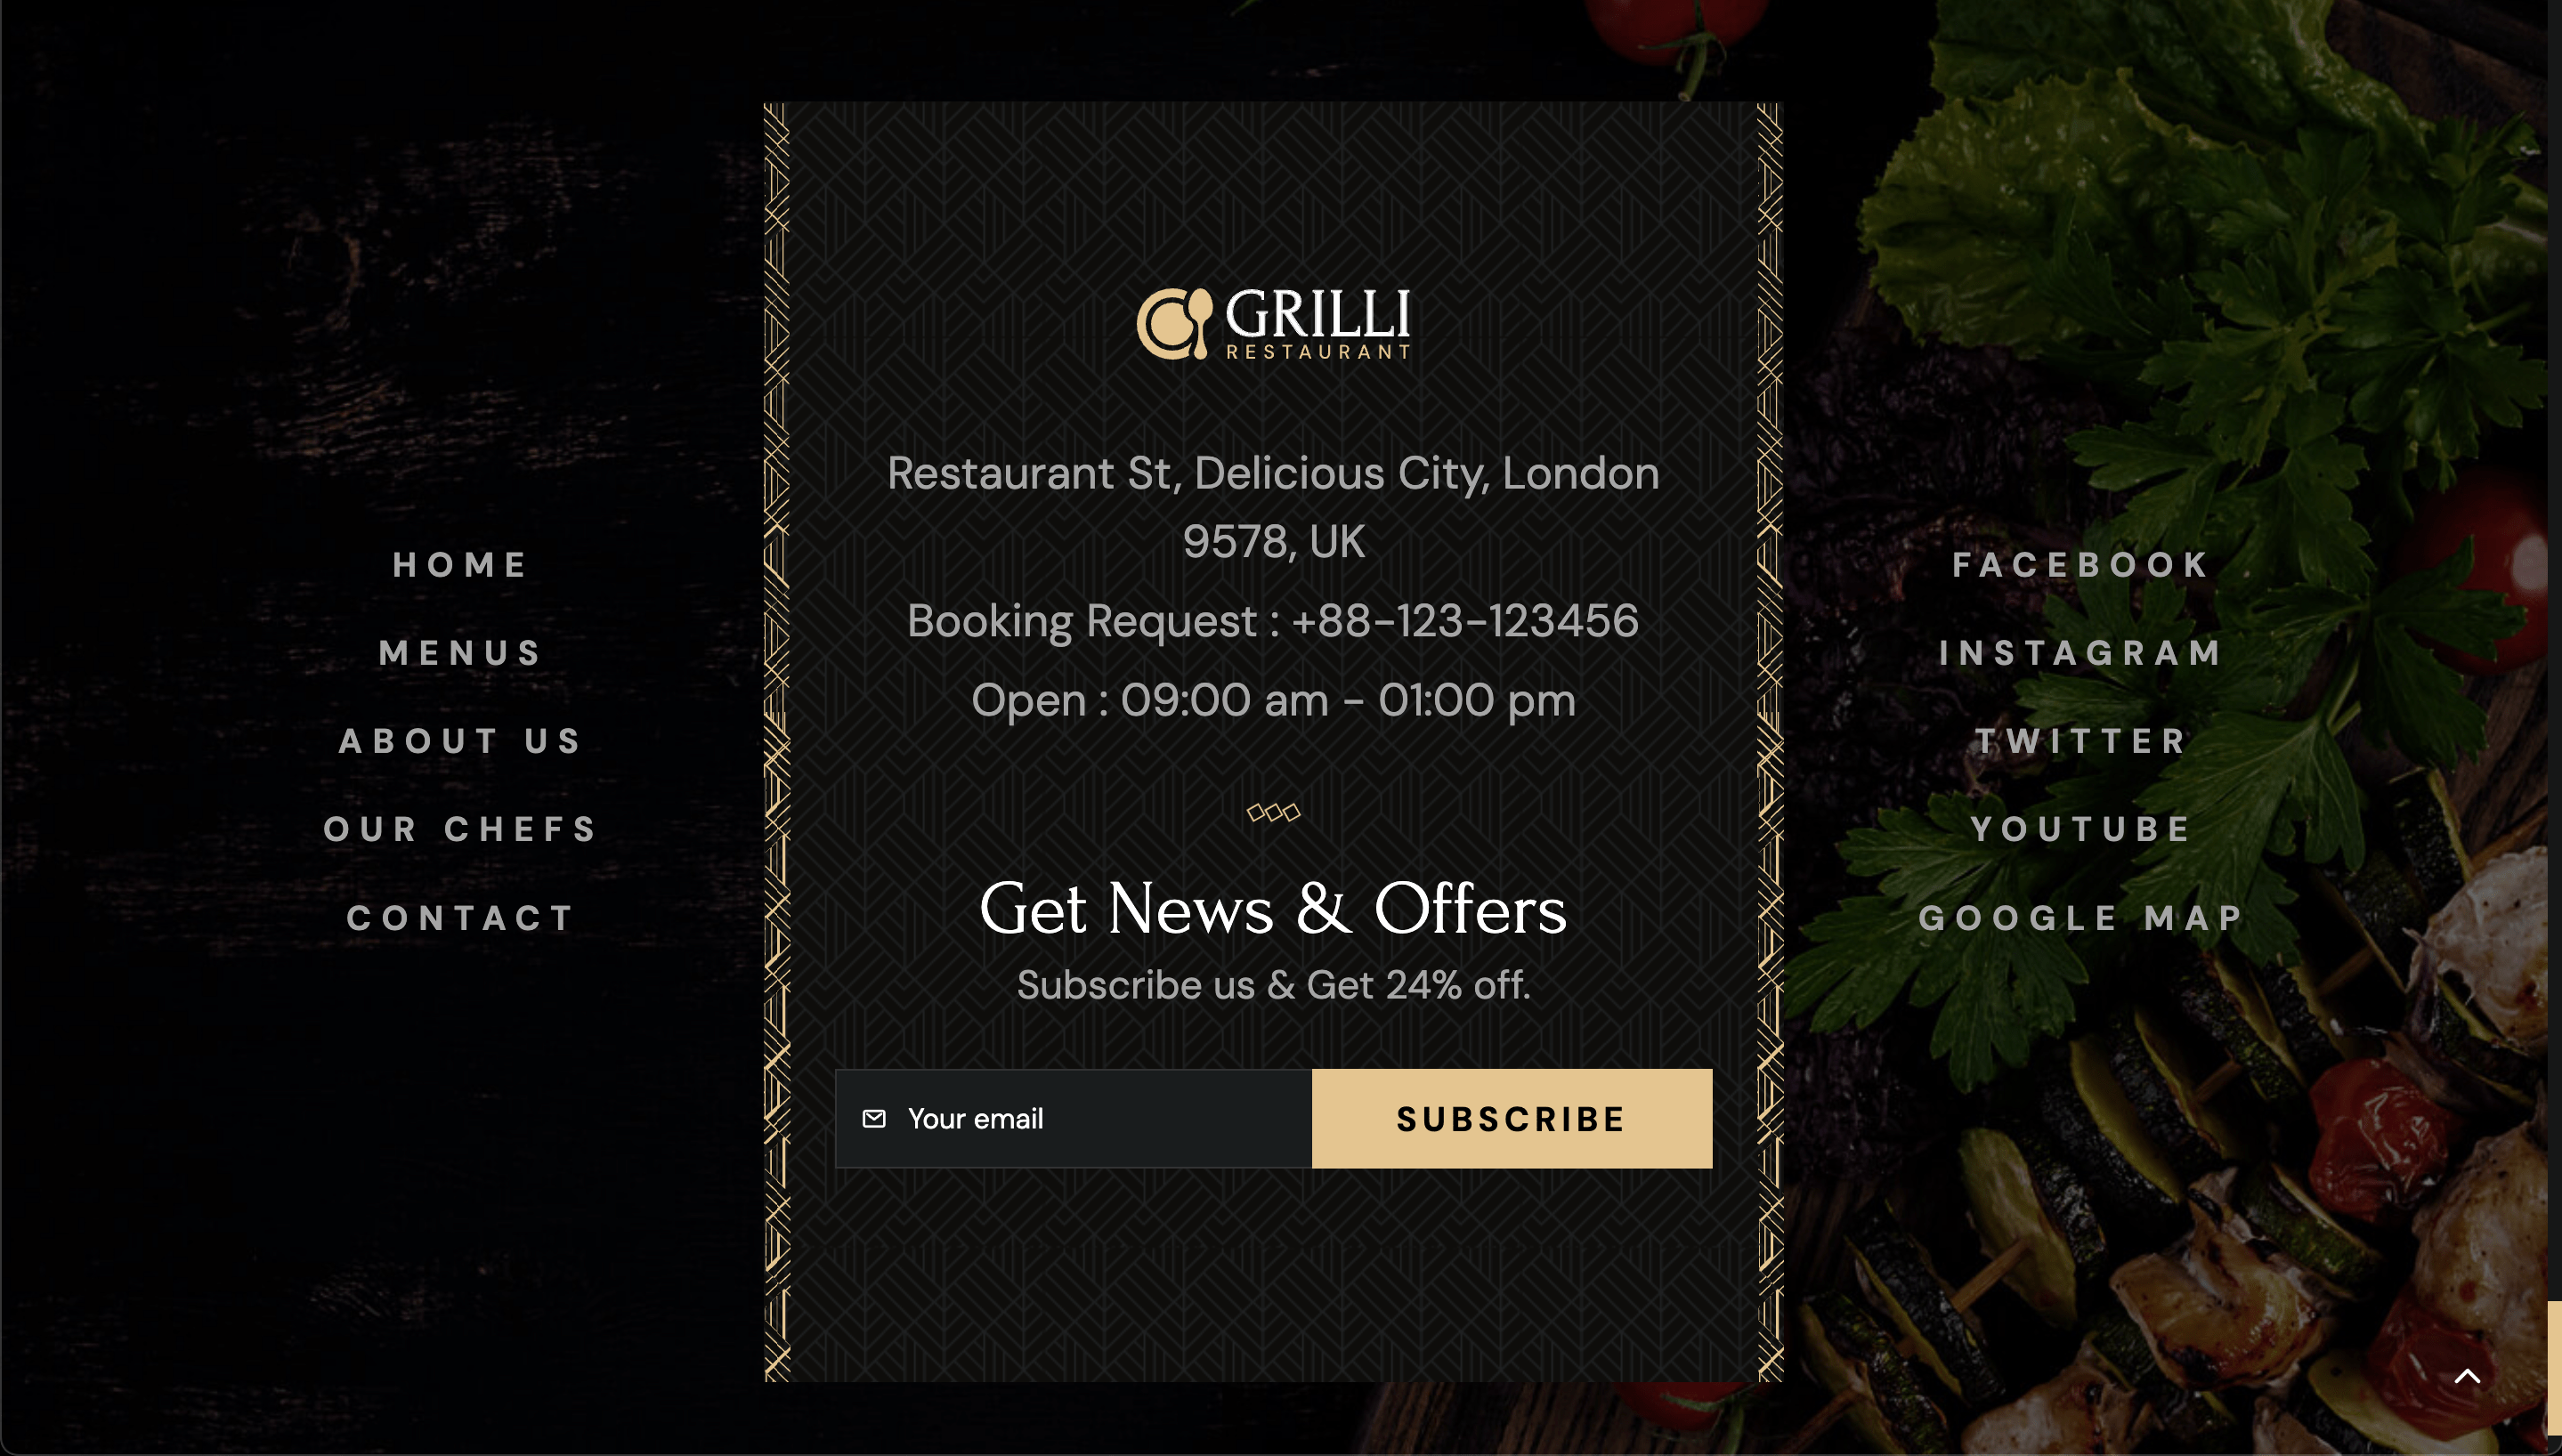 HOME
MENUS
ABOUT US
OUR CHEFS
CONTACT
GRILLI
RESTAURANT
Restaurant St, Delicious City, London
9578, UK
Booking Request : +88-123-123456
Open : 09:00 am - 01:00 pm
Get News & Offers
Subscribe us & Get 24% off.
Your email
SUBSCRIBE
FACEBOOK
INSTAGRAM
TWITTER
YOUTUBE
GOOGLE MAP